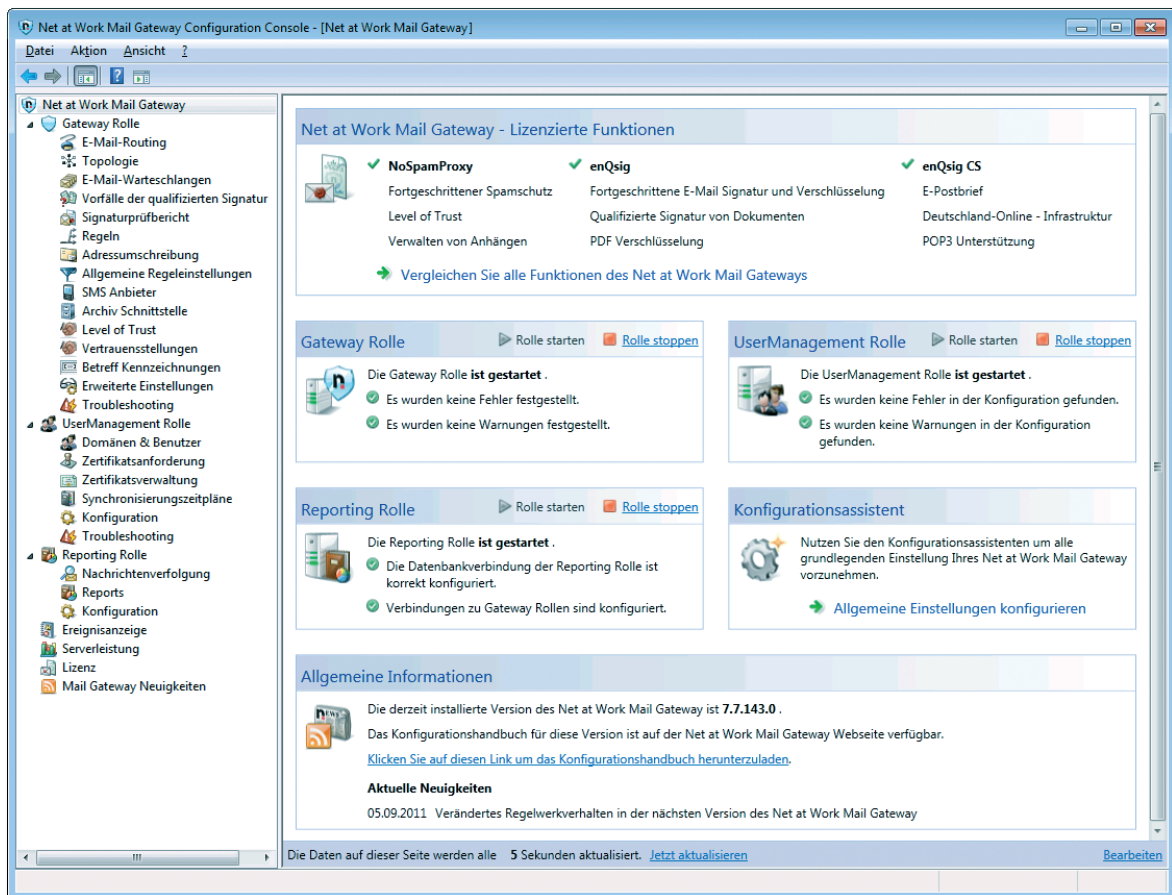 Net at Work Mail Gateway Configuration Console - [Net at Work Mail Gateway]
Datei Aktion Ansicht ?
Net at Work Mail Gateway
Gateway Rolle
E-Mail-Routing
Topologie
E-Mail-Warteschlangen
Vorfälle der qualifizierten Signatur
Signaturprüfbericht
Regeln
Adressumschreibung
Allgemeine Regeleinstellungen
SMS Anbieter
Archiv Schnittstelle
Level of Trust
Vertrauensstellungen
Betreff Kennzeichnungen
Erweiterte Einstellungen
Troubleshooting
UserManagement Rolle
Domänen & Benutzer
Zertifikatsanforderung
Zertifikatsverwaltung
Synchronisierungszeitpläne
Konfiguration
Troubleshooting
Reporting Rolle
Nachrichtenverfolgung
Reports
Konfiguration
Ereignisanzeige
Serverleistung
Lizenz
Mail Gateway Neuigkeiten
Net at Work Mail Gateway - Lizenzierte Funktionen
NoSpamProxy
Fortgeschrittener Spamschutz
Level of Trust
Verwalten von Anhängen
enQsig
Fortgeschrittene E-Mail Signatur und Verschlüsselung
Qualifizierte Signatur von Dokumenten
PDF Verschlüsselung
enQsig CS
E-Postbrief
Deutschland-Online - Infrastruktur
POP3 Unterstützung
Vergleichen Sie alle Funktionen des Net at Work Mail Gateways
Gateway Rolle Rolle starten Rolle stoppen
Die Gateway Rolle ist gestartet .
Es wurden keine Fehler festgestellt.
Es wurden keine Warnungen festgestellt.
UserManagement Rolle Rolle starten Rolle stoppen
Die UserManagement Rolle ist gestartet .
Es wurden keine Fehler in der Konfiguration gefunden.
Es wurden keine Warnungen in der Konfiguration
gefunden.
Reporting Rolle Rolle starten Rolle stoppen
Die Reporting Rolle ist gestartet .
Die Datenbankverbindung der Reporting Rolle ist
korrekt konfiguriert.
Verbindungen zu Gateway Rollen sind konfiguriert.
Konfigurationsassistent
Nutzen Sie den Konfigurationsassistenten um alle
grundlegenden Einstellung Ihres Net at Work Mail Gateway
vorzunehmen.
Allgemeine Einstellungen konfigurieren
Allgemeine Informationen
Die derzeit installierte Version des Net at Work Mail Gateway ist 7.7.143.0 .
Das Konfigurationshandbuch für diese Version ist auf der Net at Work Mail Gateway Webseite verfügbar.
Klicken Sie auf diesen Link um das Konfigurationshandbuch herunterzuladen.
Aktuelle Neuigkeiten
05.09.2011 Verändertes Regelwerkverhalten in der nächsten Version des Net at Work Mail Gateway
Die Daten auf dieser Seite werden alle 5 Sekunden aktualisiert. Jetzt aktualisieren Bearbeiten